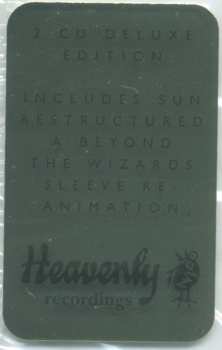 2 CD DELUXE
EDITION
INCLUDES SUN
RESTRUCTURED
A BEYOND
THE WIZARDS
SLEEVE RE-
ANIMATION
Heavenly
recordings